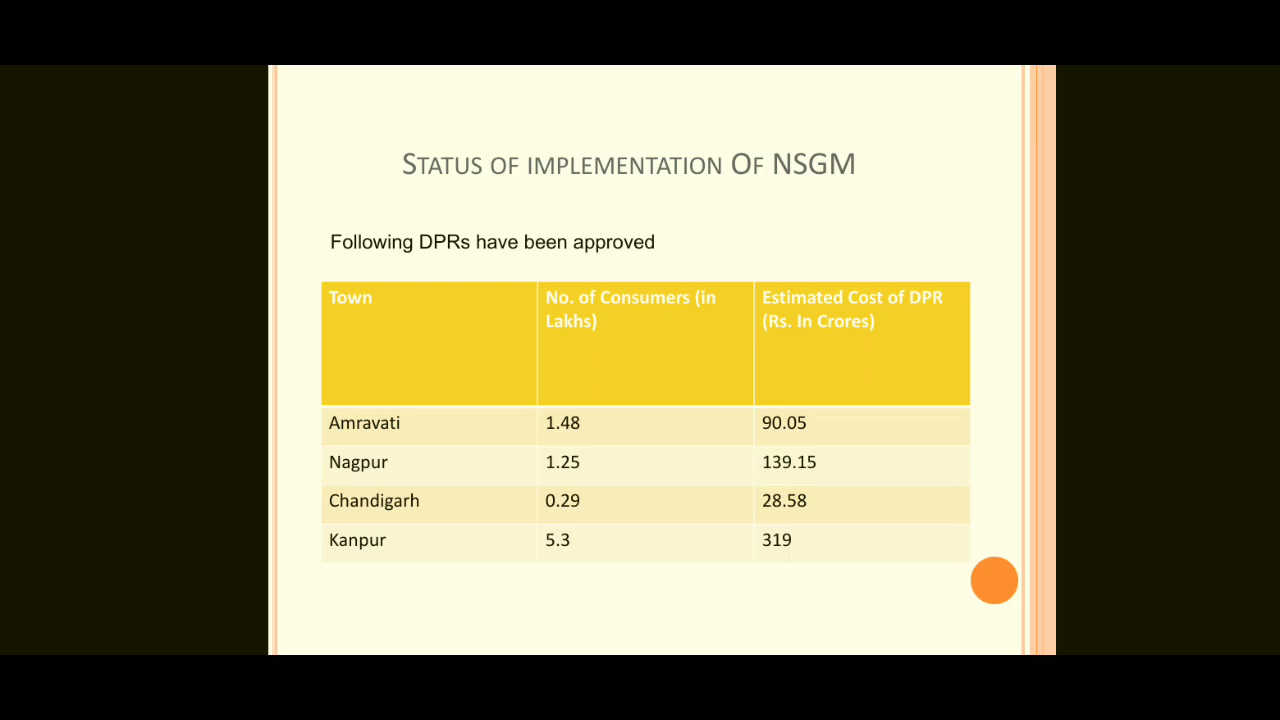 Status of implementation Of NSGM
Following DPRs have been approved
Town No. of Consumers (in Lakhs) Estimated Cost of DPR (Rs. In Crores)
Amravati 1.48 90.05
Nagpur 1.25 139.15
Chandigarh 0.29 28.58
Kanpur 5.3 319